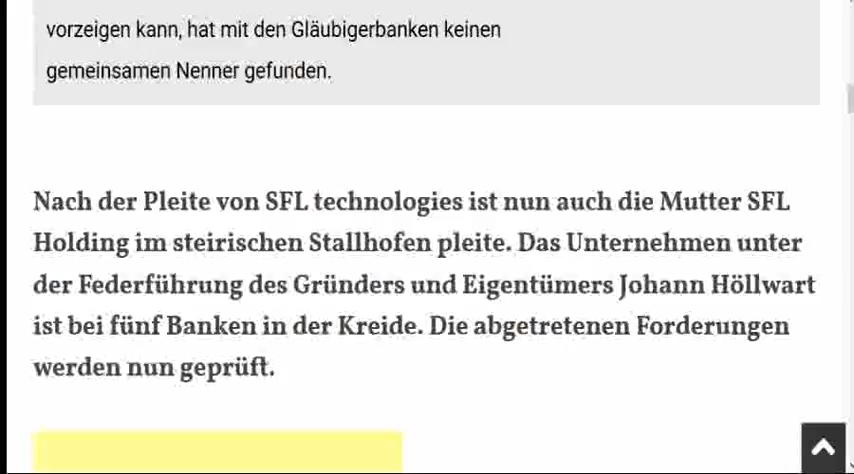 vorzeigen kann, hat mit den Gläubigerbanken keinen
gemeinsamen Nenner gefunden.
Nach der Pleite von SFL technologies ist nun auch die Mutter SFL
Holding im steirischen Stallhofen pleite. Das Unternehmen unter
der Federführung des Gründers und Eigentümers Johann Höllwart
ist bei fünf Banken in der Kreide. Die abgetretenen Forderungen
werden nun geprüft.